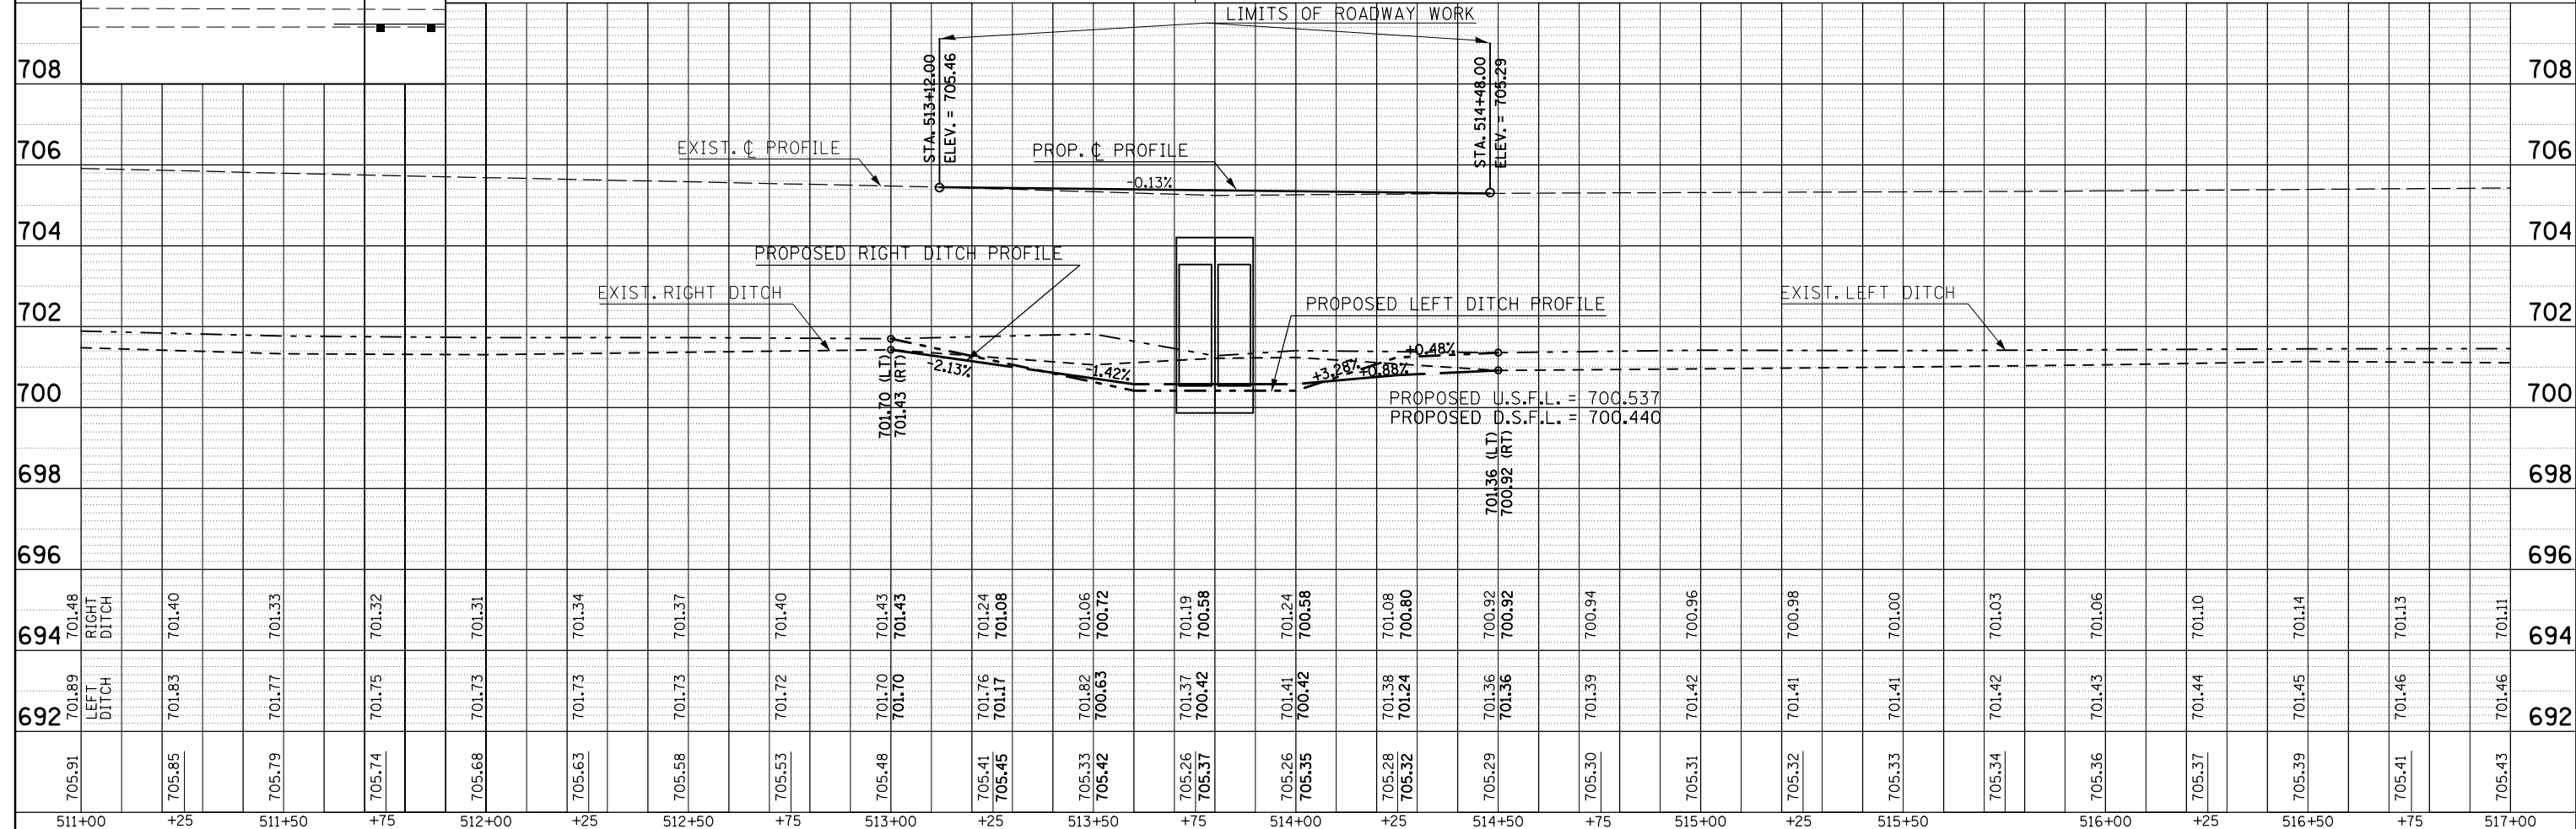 LIMITS OF ROADWAY WORK
708
STA. 513+12.00
ELEV. = 705.46
STA. 514+48.00
ELEV. = 705.29
708
706
EXIST. ℄ PROFILE
PROP. ℄ PROFILE
706
-0.13%
704
PROPOSED RIGHT DITCH PROFILE
704
702
EXIST. RIGHT DITCH
PROPOSED LEFT DITCH PROFILE
EXIST. LEFT DITCH
702
701.70 (LT)
701.43 (RT)
-2.13%
-1.42%
+3.28%
+0.88%
+0.48%
700
PROPOSED U.S.F.L. = 700.537
PROPOSED D.S.F.L. = 700.440
700
701.36 (LT)
700.92 (RT)
698
698
696
696
694
701.48 RIGHT DITCH 701.40 701.33 701.32 701.31 701.34 701.37 701.40 701.43 701.43 701.24 701.08 701.06 700.72 701.19 700.58 701.24 700.58 701.08 700.80 700.92 700.92 700.94 700.96 700.98 701.00 701.03 701.06 701.10 701.14 701.13 701.11
694
692
701.89 LEFT DITCH 701.83 701.77 701.75 701.73 701.73 701.73 701.72 701.70 701.70 701.76 701.17 701.82 700.63 701.37 700.42 701.41 700.42 701.38 701.24 701.36 701.36 701.39 701.42 701.41 701.41 701.42 701.43 701.44 701.45 701.46 701.46
692
705.91 705.85 705.79 705.74 705.68 705.63 705.58 705.53 705.48 705.41 705.45 705.33 705.42 705.26 705.37 705.26 705.35 705.28 705.32 705.29 705.30 705.31 705.32 705.33 705.34 705.36 705.37 705.39 705.41 705.43
511+00 +25 511+50 +75 512+00 +25 512+50 +75 513+00 +25 513+50 +75 514+00 +25 514+50 +75 515+00 +25 515+50 516+00 +25 516+50 +75 517+00